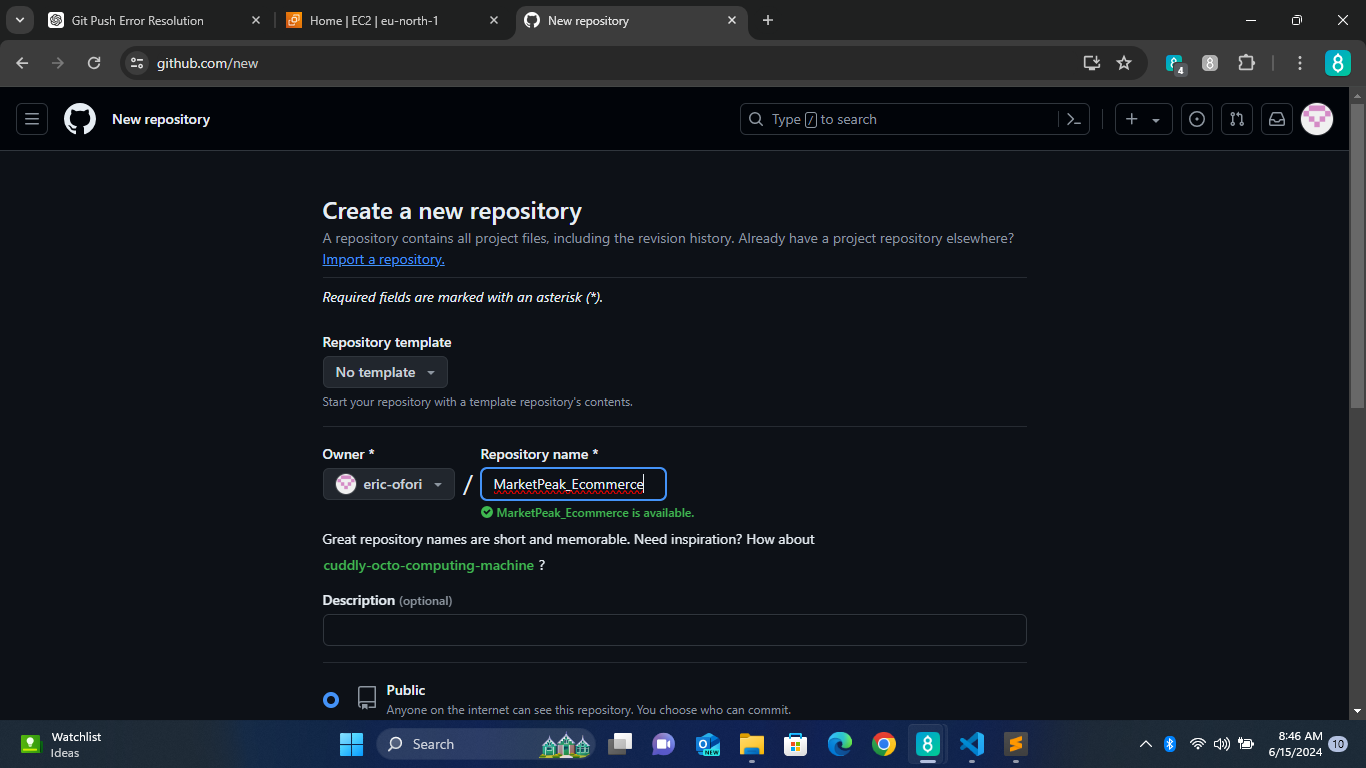 Git Push Error Resolution
Home | EC2 | eu-north-1
New repository
github.com/new
4
New repository
Type / to search
Create a new repository
A repository contains all project files, including the revision history. Already have a project repository elsewhere?
Import a repository.
Required fields are marked with an asterisk (*).
Repository template
No template
Start your repository with a template repository's contents.
Owner * Repository name *
eric-ofori / MarketPeak_Ecommerce
MarketPeak_Ecommerce is available.
Great repository names are short and memorable. Need inspiration? How about
cuddly-octo-computing-machine ?
Description (optional)
Public
Anyone on the internet can see this repository. You choose who can commit.
Watchlist
Ideas
Search
NEW
8:46 AM
6/15/2024
10